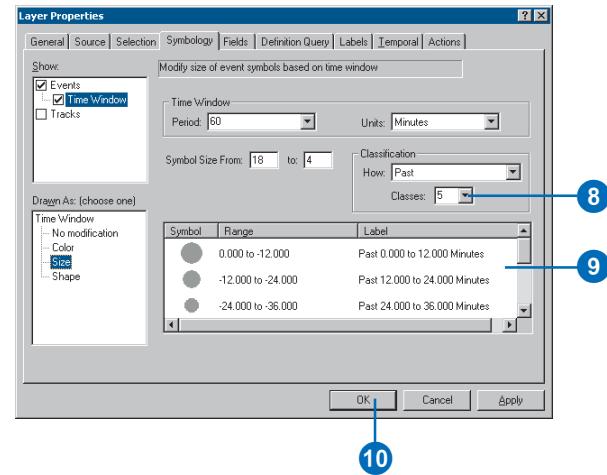 Layer Properties
General Source Selection Symbology Fields Definition Query Labels Temporal Actions
Show:
Events
Time Window
Tracks
Modify size of event symbols based on time window
Time Window
Period: 60
Units: Minutes
Symbol Size From: 18 to: 4
Classification
How: Past
Classes: 5
8
Drawn As: (choose one)
Time Window
No modification
Color
Size
Shape
Symbol Range Label
0.000 to -12.000 Past 0.000 to 12.000 Minutes
9
-12.000 to -24.000 Past 12.000 to 24.000 Minutes
-24.000 to -36.000 Past 24.000 to 36.000 Minutes
OK Cancel Apply
10